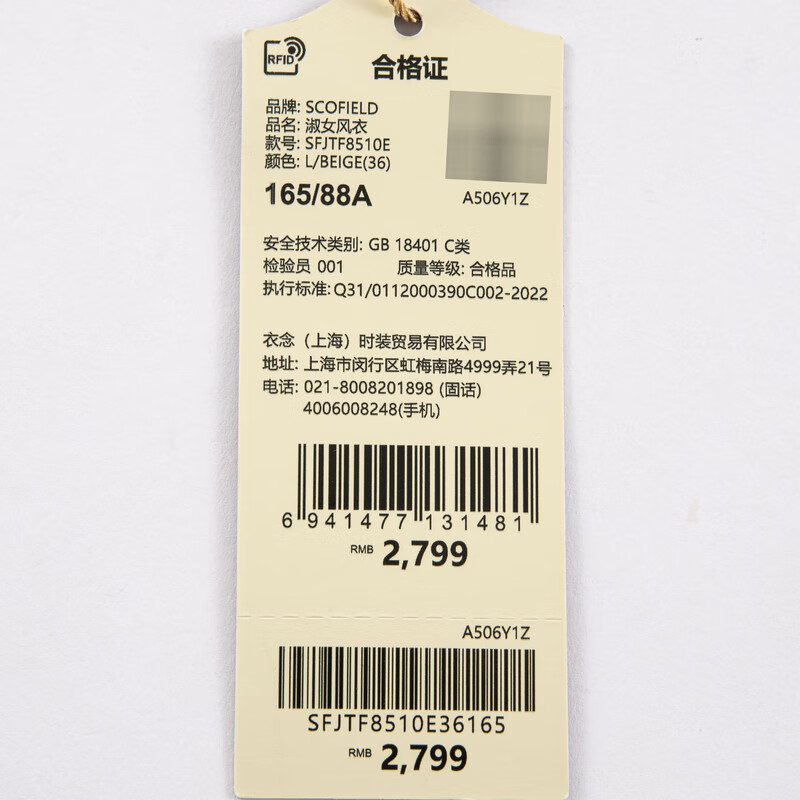 RFID
合格证
品牌: SCOFIELD
品名: 淑女风衣
款号: SFJTF8510E
颜色: L/BEIGE(36)
165/88A
A506Y1Z
安全技术类别: GB 18401 C类
检验员 001 质量等级: 合格品
执行标准: Q31/0112000390C002-2022
衣念（上海）时装贸易有限公司
地址: 上海市闵行区虹梅南路4999弄21号
电话: 021-8008201898 (固话)
4006008248(手机)
6 941477 131481
RMB 2,799
A506Y1Z
SFJTF8510E36165
RMB 2,799